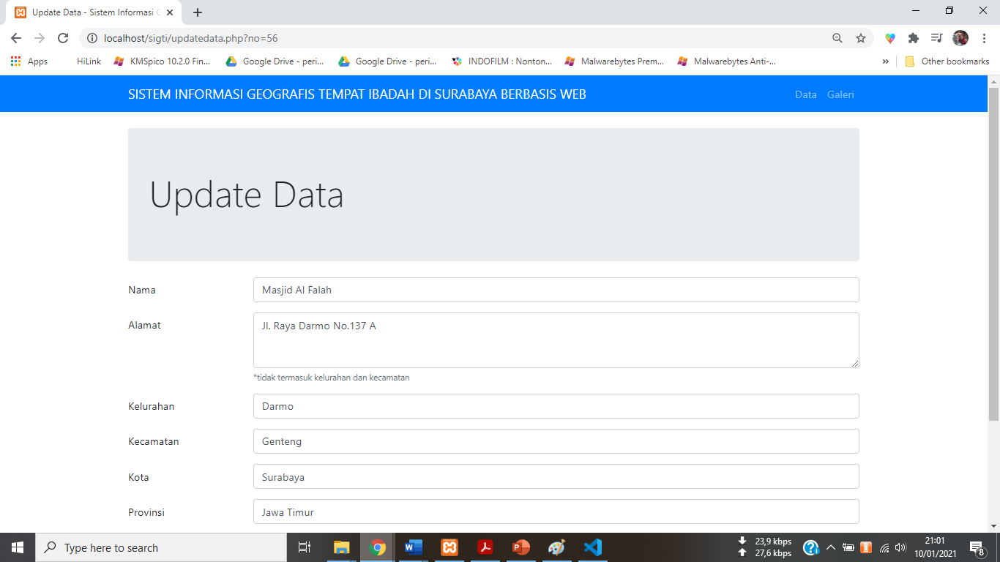 Update Data - Sistem Informasi G
localhost/sigti/updatedata.php?no=56
Apps HiLink KMSpico 10.2.0 Fin... Google Drive - peri... Google Drive - peri... INDOFILM : Nonton... Malwarebytes Prem... Malwarebytes Anti-... » Other bookmarks
SISTEM INFORMASI GEOGRAFIS TEMPAT IBADAH DI SURABAYA BERBASIS WEB Data Galeri
Update Data
Nama Masjid Al Falah
Alamat Jl. Raya Darmo No.137 A
*tidak termasuk kelurahan dan kecamatan
Kelurahan Darmo
Kecamatan Genteng
Kota Surabaya
Provinsi Jawa Timur
Type here to search
23,9 kbps
27,6 kbps
21:01
10/01/2021
8